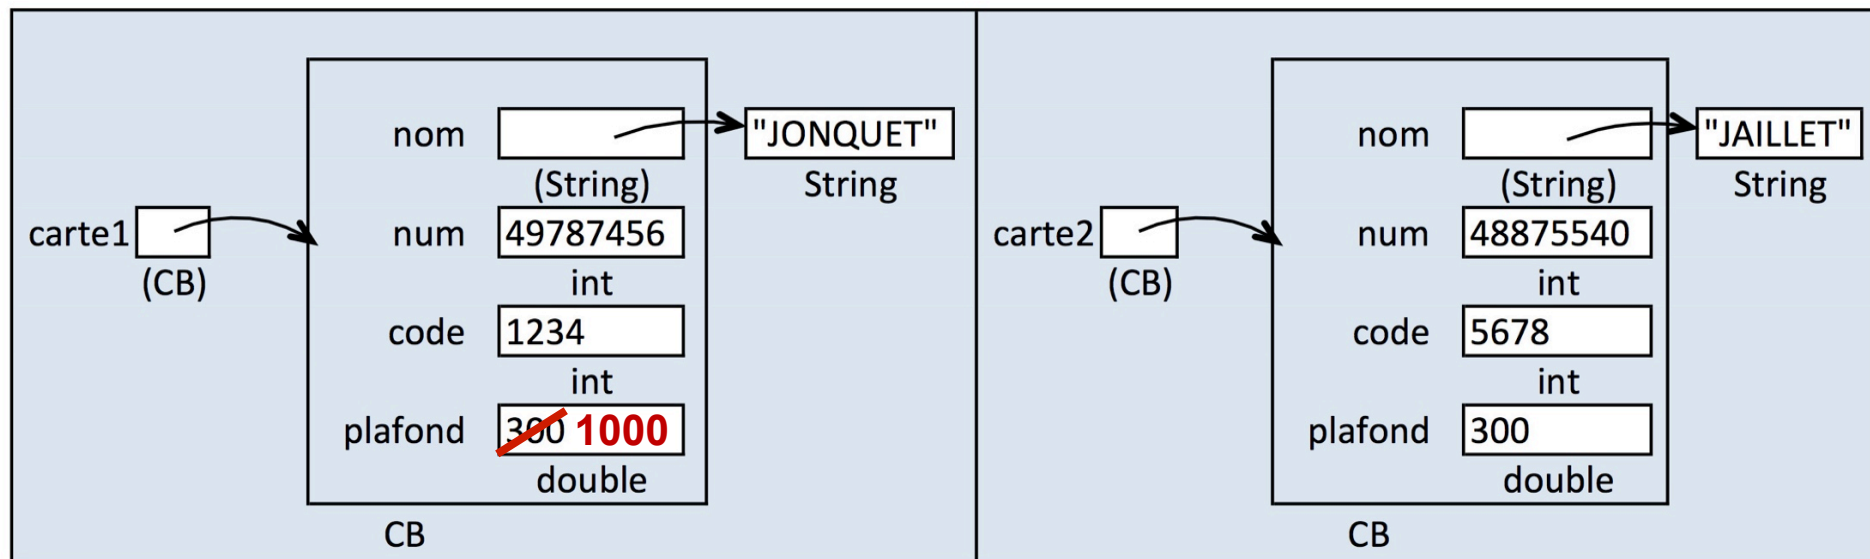 nom "JONQUET"
(String) String
carte1 num 49787456
(CB) int
code 1234
int
plafond 300 1000
double
CB
nom "JAILLET"
(String) String
carte2 num 48875540
(CB) int
code 5678
int
plafond 300
double
CB